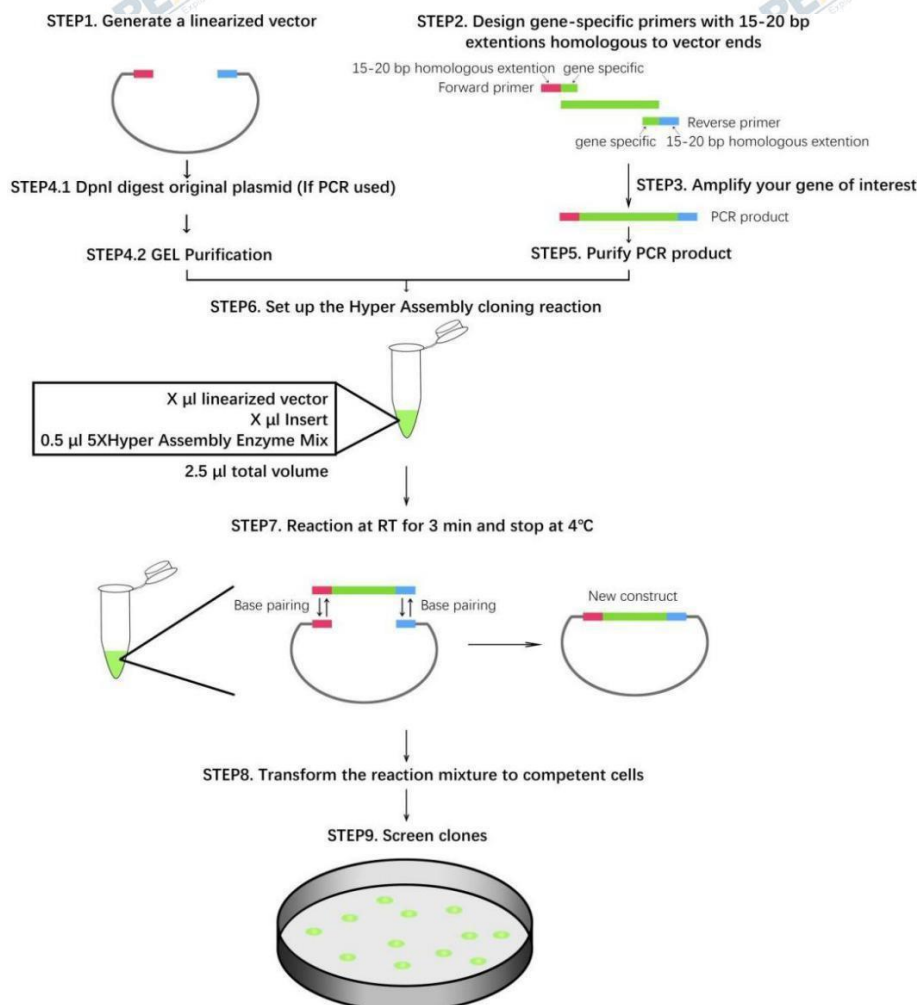 STEP1. Generate a linearized vector
STEP2. Design gene-specific primers with 15-20 bp
extentions homologous to vector ends
15-20 bp homologous extention gene specific
Forward primer
Reverse primer
gene specific 15-20 bp homologous extention
STEP4.1 DpnI digest original plasmid (If PCR used)
STEP3. Amplify your gene of interest
PCR product
STEP4.2 GEL Purification
STEP5. Purify PCR product
STEP6. Set up the Hyper Assembly cloning reaction
X µl linearized vector
X µl Insert
0.5 µl 5XHyper Assembly Enzyme Mix
2.5 µl total volume
STEP7. Reaction at RT for 3 min and stop at 4℃
Base pairing
Base pairing
New construct
STEP8. Transform the reaction mixture to competent cells
STEP9. Screen clones